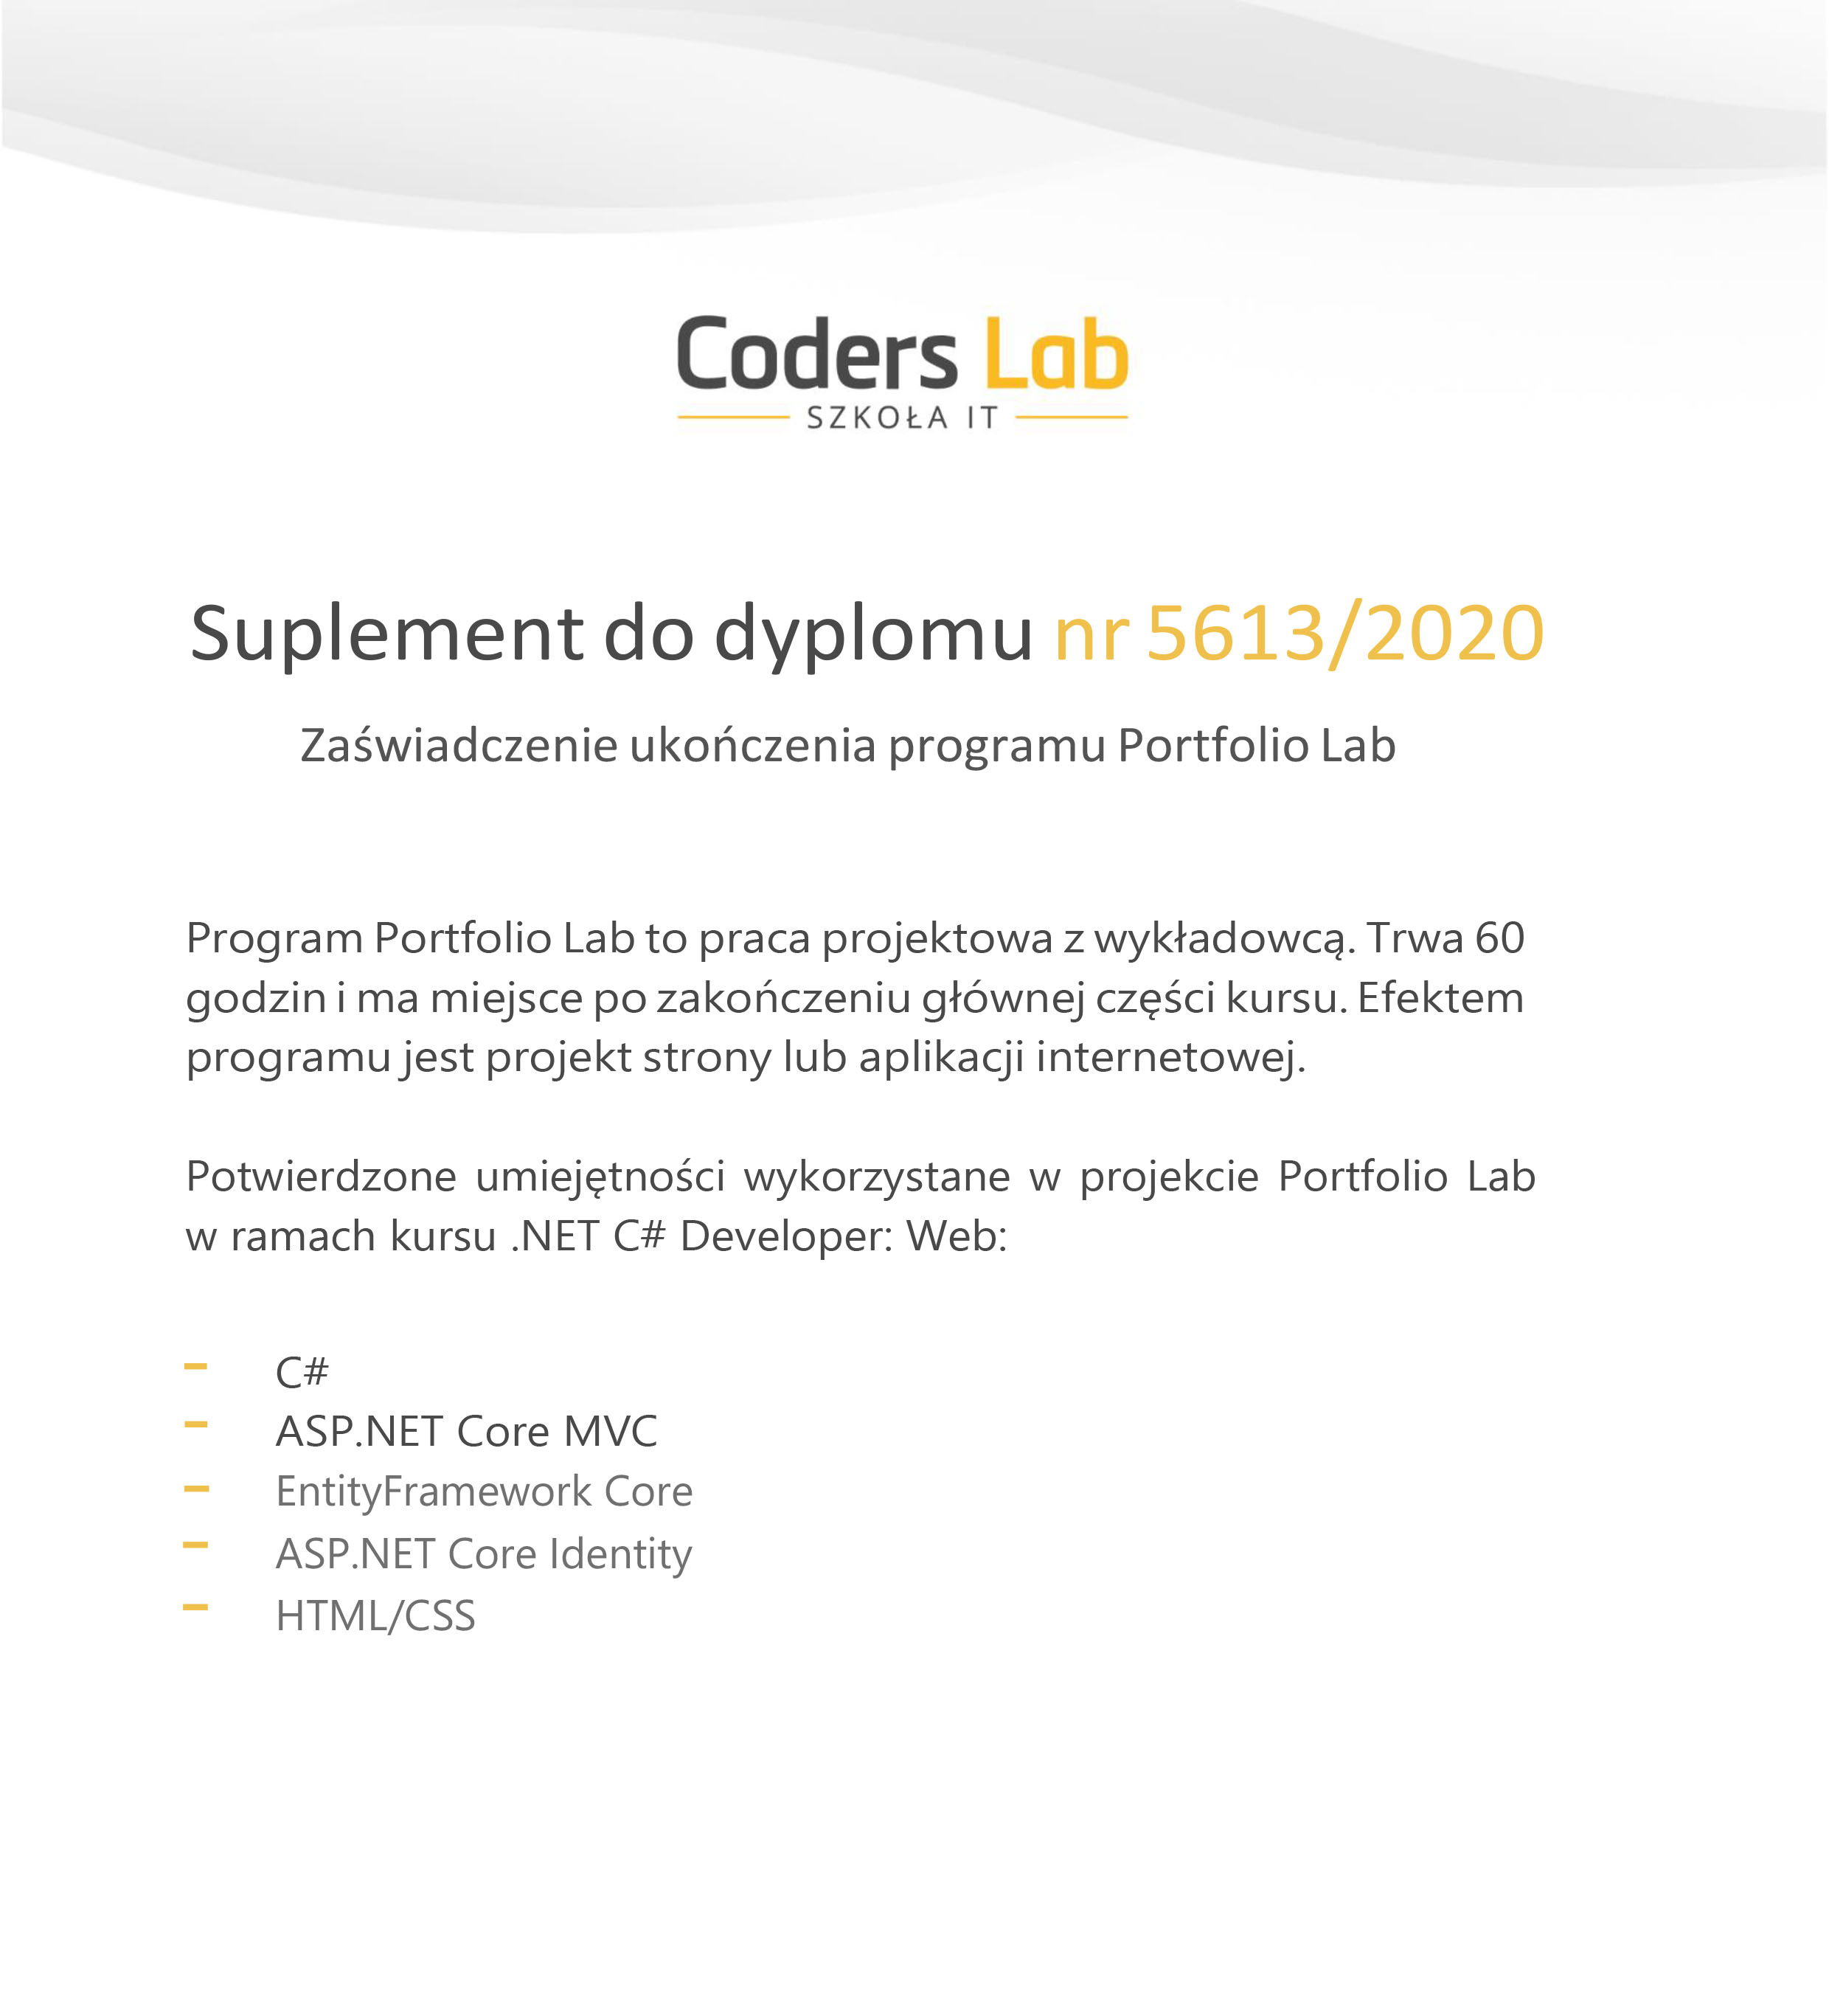 Coders Lab
SZKOŁA IT
Suplement do dyplomu nr 5613/2020
Zaświadczenie ukończenia programu Portfolio Lab
Program Portfolio Lab to praca projektowa z wykładowcą. Trwa 60
godzin i ma miejsce po zakończeniu głównej części kursu. Efektem
programu jest projekt strony lub aplikacji internetowej.
Potwierdzone umiejętności wykorzystane w projekcie Portfolio Lab
w ramach kursu .NET C# Developer: Web:
- C#
- ASP.NET Core MVC
- EntityFramework Core
- ASP.NET Core Identity
- HTML/CSS